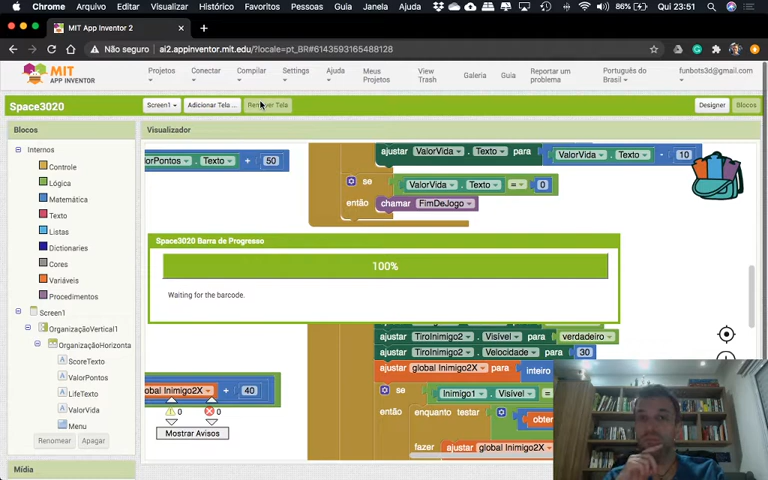 Chrome Arquivo Editar Visualizar Histórico Favoritos Pessoas Guia Janela Ajuda 86% Qui 23:51
MIT App Inventor 2
Não seguro | ai2.appinventor.mit.edu/?locale=pt_BR#6143593165488128
MIT
APP INVENTOR
Projetos Conectar Compilar Settings Ajuda Meus Projetos View Trash Galeria Guia Reportar um problema Português do Brasil funbots3d@gmail.com
Space3020 Screen1 Adicionar Tela ... Remover Tela Designer Blocos
Blocos
Visualizador
Internos
Controle
Lógica
Matemática
Texto
Listas
Dictionaries
Cores
Variáveis
Procedimentos
Screen1
OrganizaçãoVertical1
OrganizaçãoHorizonta
ScoreTexto
ValorPontos
LifeTexto
ValorVida
Menu
Renomear Apagar
Mídia
orPontos . Texto + 50
ajustar ValorVida . Texto para ValorVida . Texto - 10
se ValorVida . Texto = 0
então chamar FimDeJogo
Space3020 Barra de Progresso
100%
Waiting for the barcode.
ajustar TiroInimigo2 . Visível para verdadeiro
ajustar TiroInimigo2 . Velocidade para 30
ajustar global Inimigo2X para inteiro
se Inimigo1 . Visível =
então enquanto testar
fazer ajustar global Inimigo2X
obal Inimigo2X + 40
0 0
Mostrar Avisos